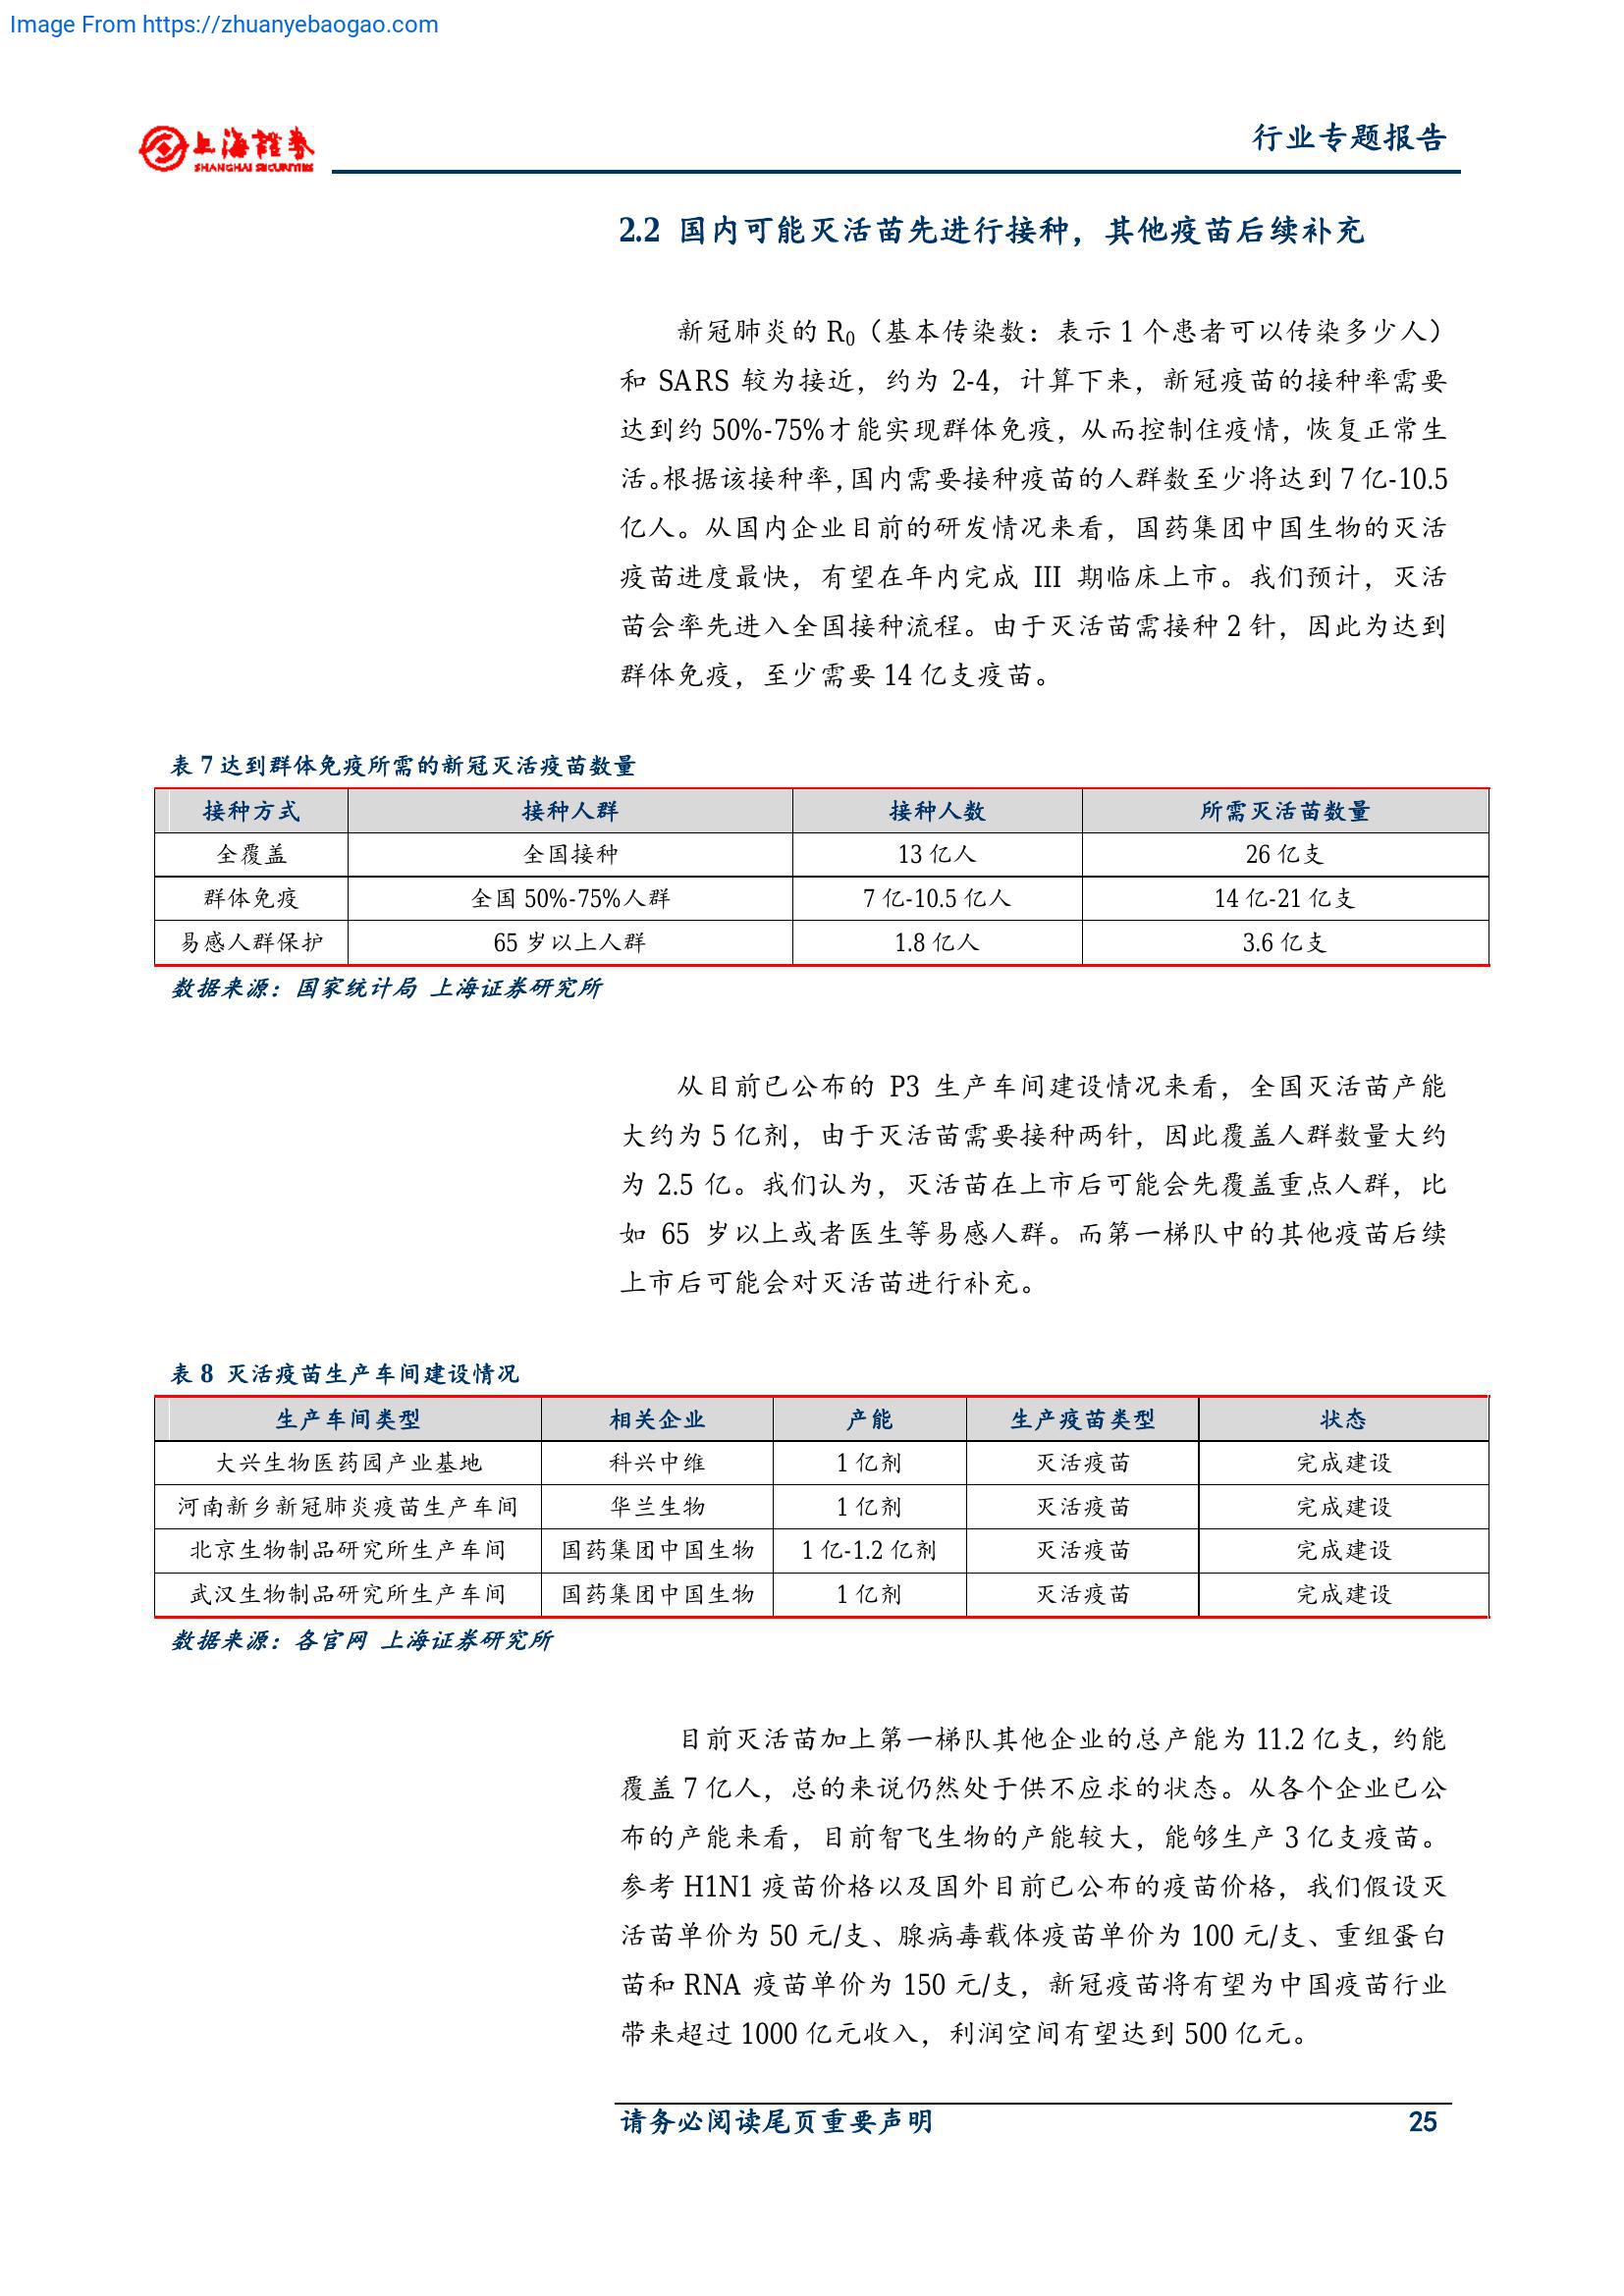 Image From https://zhuanyebaogao.com
上海證券
SHANGHAI SECURITIES
行业专题报告
2.2 国内可能灭活苗先进行接种，其他疫苗后续补充
新冠肺炎的 R0（基本传染数：表示 1 个患者可以传染多少人）
和 SARS 较为接近，约为 2-4，计算下来，新冠疫苗的接种率需要
达到约 50%-75%才能实现群体免疫，从而控制住疫情，恢复正常生
活。根据该接种率，国内需要接种疫苗的人群数至少将达到 7 亿-10.5
亿人。从国内企业目前的研发情况来看，国药集团中国生物的灭活
疫苗进度最快，有望在年内完成 III 期临床上市。我们预计，灭活
苗会率先进入全国接种流程。由于灭活苗需接种 2 针，因此为达到
群体免疫，至少需要 14 亿支疫苗。
表 7 达到群体免疫所需的新冠灭活疫苗数量
接种方式 接种人群 接种人数 所需灭活苗数量
全覆盖 全国接种 13 亿人 26 亿支
群体免疫 全国 50%-75%人群 7 亿-10.5 亿人 14 亿-21 亿支
易感人群保护 65 岁以上人群 1.8 亿人 3.6 亿支
数据来源：国家统计局 上海证券研究所
从目前已公布的 P3 生产车间建设情况来看，全国灭活苗产能
大约为 5 亿剂，由于灭活苗需要接种两针，因此覆盖人群数量大约
为 2.5 亿。我们认为，灭活苗在上市后可能会先覆盖重点人群，比
如 65 岁以上或者医生等易感人群。而第一梯队中的其他疫苗后续
上市后可能会对灭活苗进行补充。
表 8 灭活疫苗生产车间建设情况
生产车间类型 相关企业 产能 生产疫苗类型 状态
大兴生物医药园产业基地 科兴中维 1 亿剂 灭活疫苗 完成建设
河南新乡新冠肺炎疫苗生产车间 华兰生物 1 亿剂 灭活疫苗 完成建设
北京生物制品研究所生产车间 国药集团中国生物 1 亿-1.2 亿剂 灭活疫苗 完成建设
武汉生物制品研究所生产车间 国药集团中国生物 1 亿剂 灭活疫苗 完成建设
数据来源：各官网 上海证券研究所
目前灭活苗加上第一梯队其他企业的总产能为 11.2 亿支，约能
覆盖 7 亿人，总的来说仍然处于供不应求的状态。从各个企业已公
布的产能来看，目前智飞生物的产能较大，能够生产 3 亿支疫苗。
参考 H1N1 疫苗价格以及国外目前已公布的疫苗价格，我们假设灭
活苗单价为 50 元/支、腺病毒载体疫苗单价为 100 元/支、重组蛋白
苗和 RNA 疫苗单价为 150 元/支，新冠疫苗将有望为中国疫苗行业
带来超过 1000 亿元收入，利润空间有望达到 500 亿元。
请务必阅读尾页重要声明 25